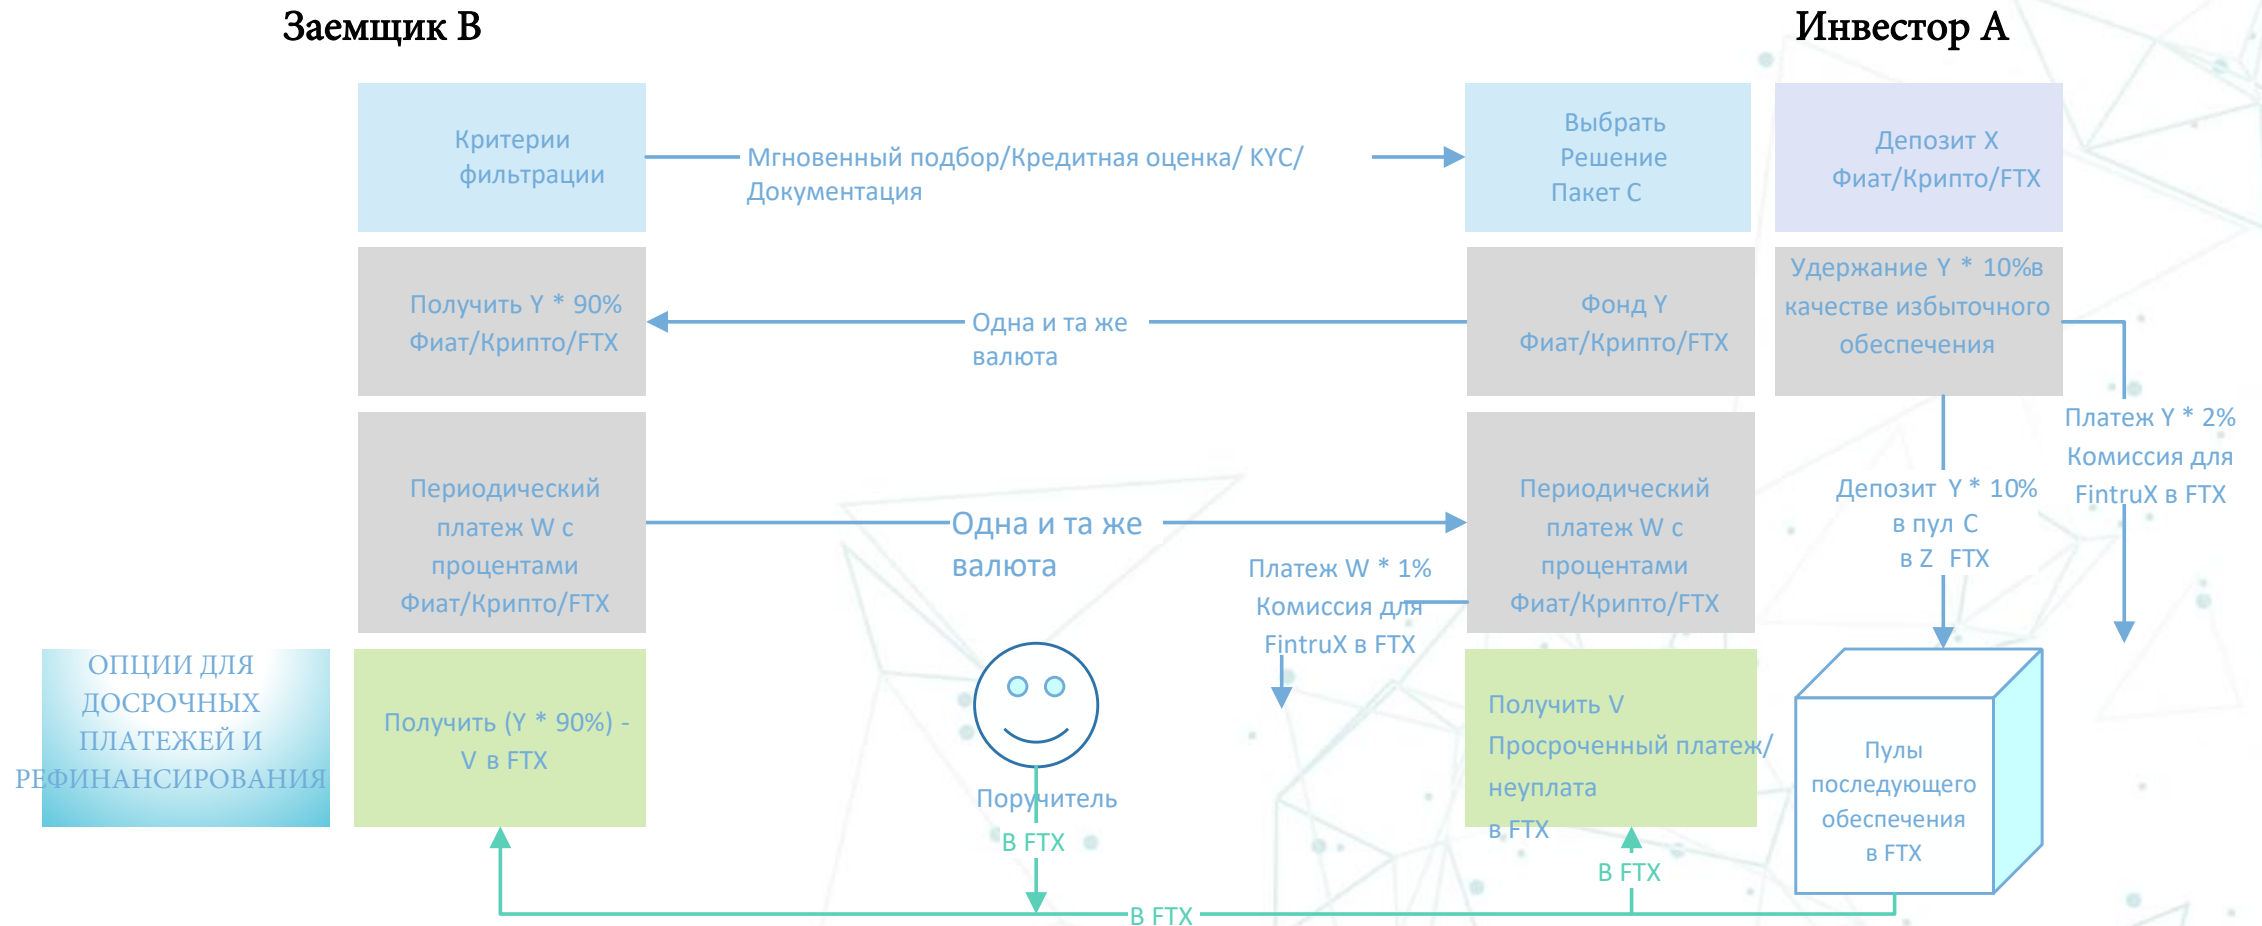 Заемщик B
Инвестор A
Критерии
фильтрации
Мгновенный подбор/Кредитная оценка/ KYC/
Документация
Выбрать
Решение
Пакет C
Депозит X
Фиат/Крипто/FTX
Получить Y * 90%
Фиат/Крипто/FTX
Одна и та же
валюта
Фонд Y
Фиат/Крипто/FTX
Удержание Y * 10%в
качестве избыточного
обеспечения
Платеж Y * 2%
Комиссия для
FintruX в FTX
Периодический
платеж W с
процентами
Фиат/Крипто/FTX
Одна и та же
валюта
Платеж W * 1%
Комиссия для
FintruX в FTX
Периодический
платеж W с
процентами
Фиат/Крипто/FTX
Депозит Y * 10%
в пул C
в Z FTX
ОПЦИИ ДЛЯ
ДОСРОЧНЫХ
ПЛАТЕЖЕЙ И
РЕФИНАНСИРОВАНИЯ
Получить (Y * 90%) -
V в FTX
Поручитель
В FTX
Получить V
Просроченный платеж/
неуплата
в FTX
В FTX
Пулы
последующего
обеспечения
в FTX
В FTX